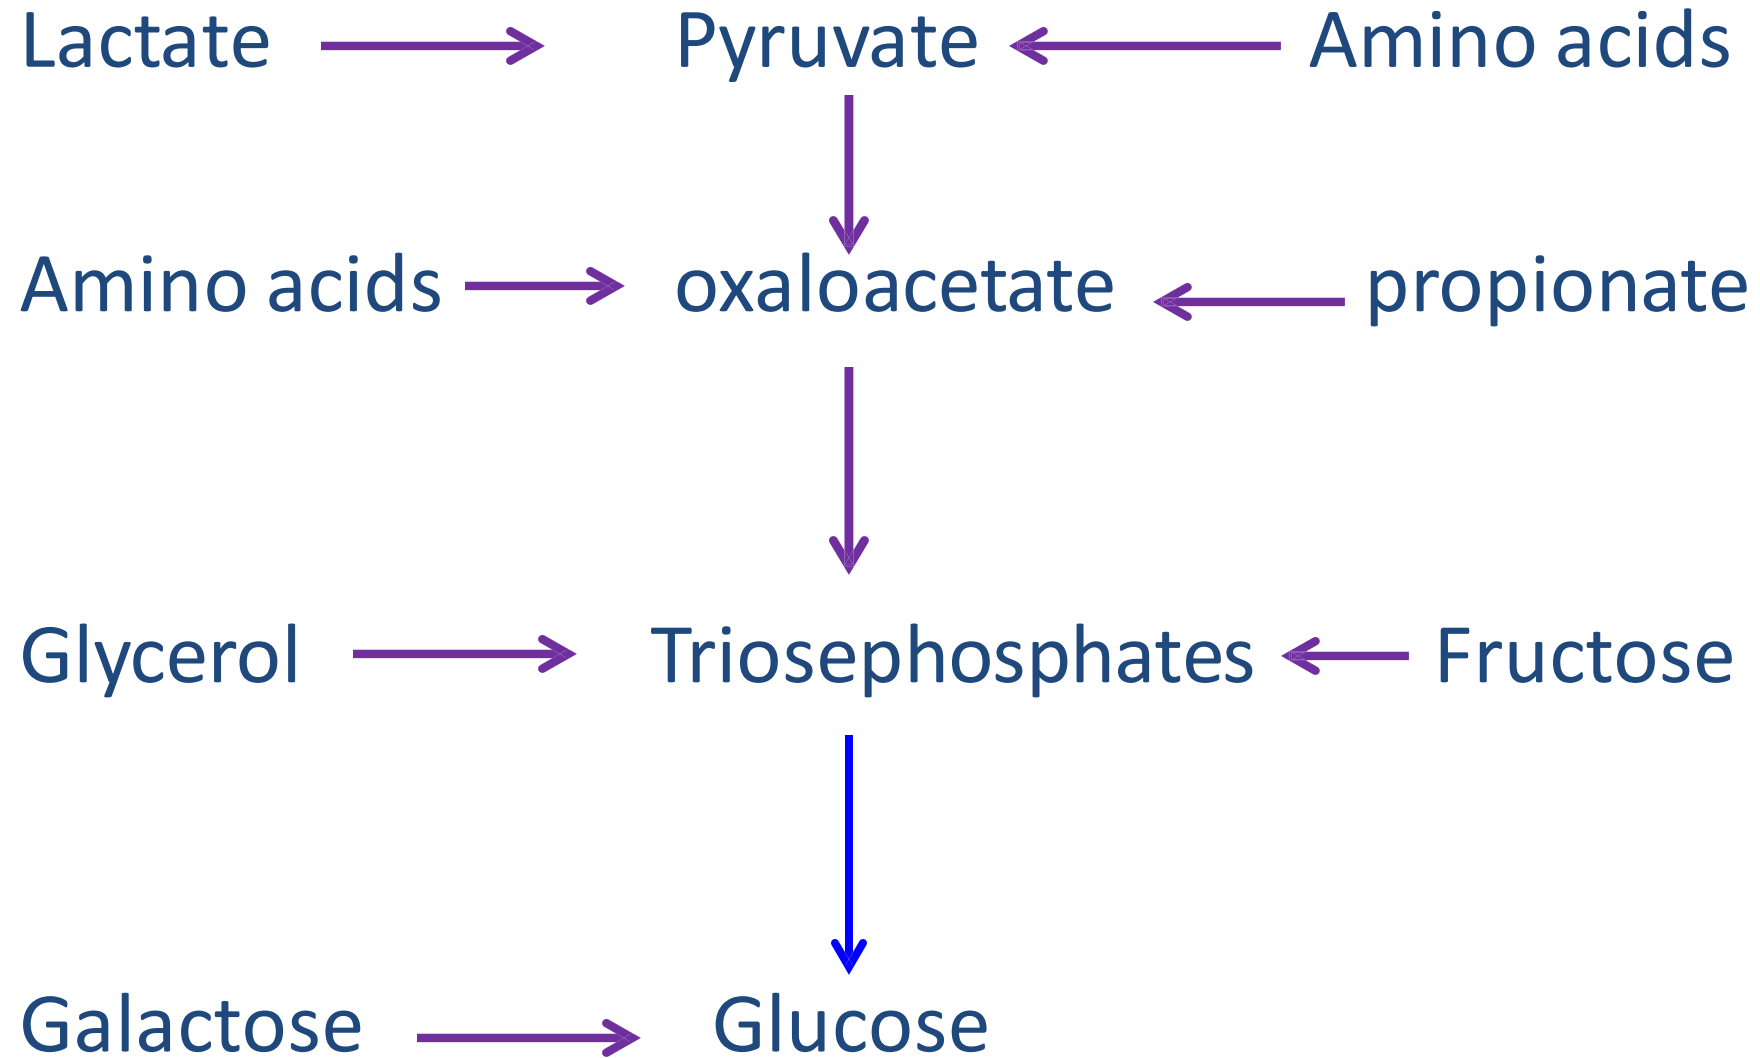 Lactate Pyruvate Amino acids
Amino acids oxaloacetate propionate
Glycerol Triosephosphates Fructose
Galactose Glucose